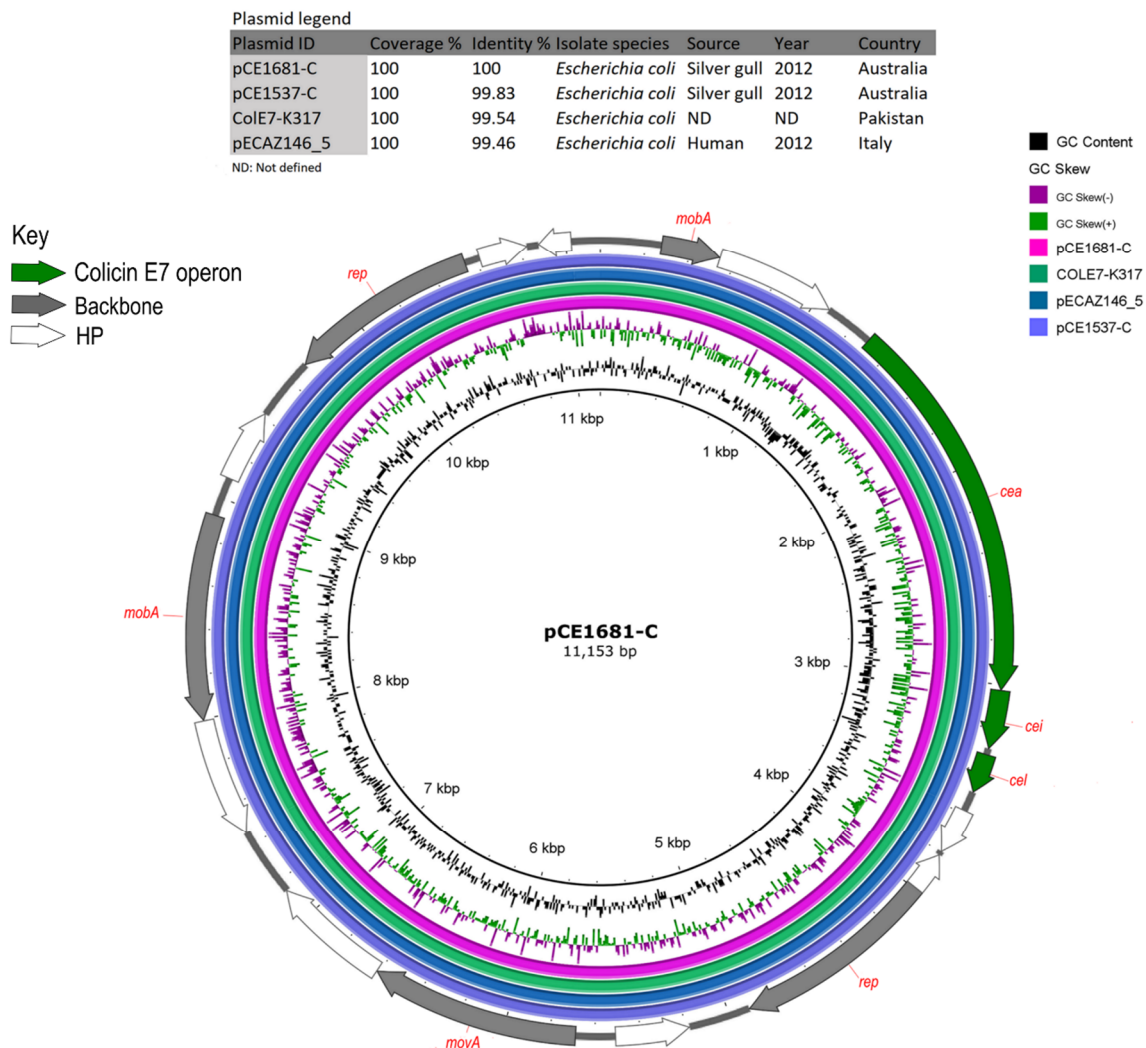 Plasmid legend
Plasmid ID Coverage % Identity % Isolate species Source Year Country
pCE1681-C 100 100 Escherichia coli Silver gull 2012 Australia
pCE1537-C 100 99.83 Escherichia coli Silver gull 2012 Australia
ColE7-K317 100 99.54 Escherichia coli ND ND Pakistan
pECAZ146_5 100 99.46 Escherichia coli Human 2012 Italy
ND: Not defined
GC Content
GC Skew
GC Skew(-)
GC Skew(+)
pCE1681-C
COLE7-K317
pECAZ146_5
pCE1537-C
Key
Colicin E7 operon
Backbone
HP
mobA
rep
cea
mobA
cei
cel
rep
movA
11 kbp
1 kbp
10 kbp
2 kbp
9 kbp
3 kbp
8 kbp
4 kbp
7 kbp
5 kbp
6 kbp
pCE1681-C
11,153 bp